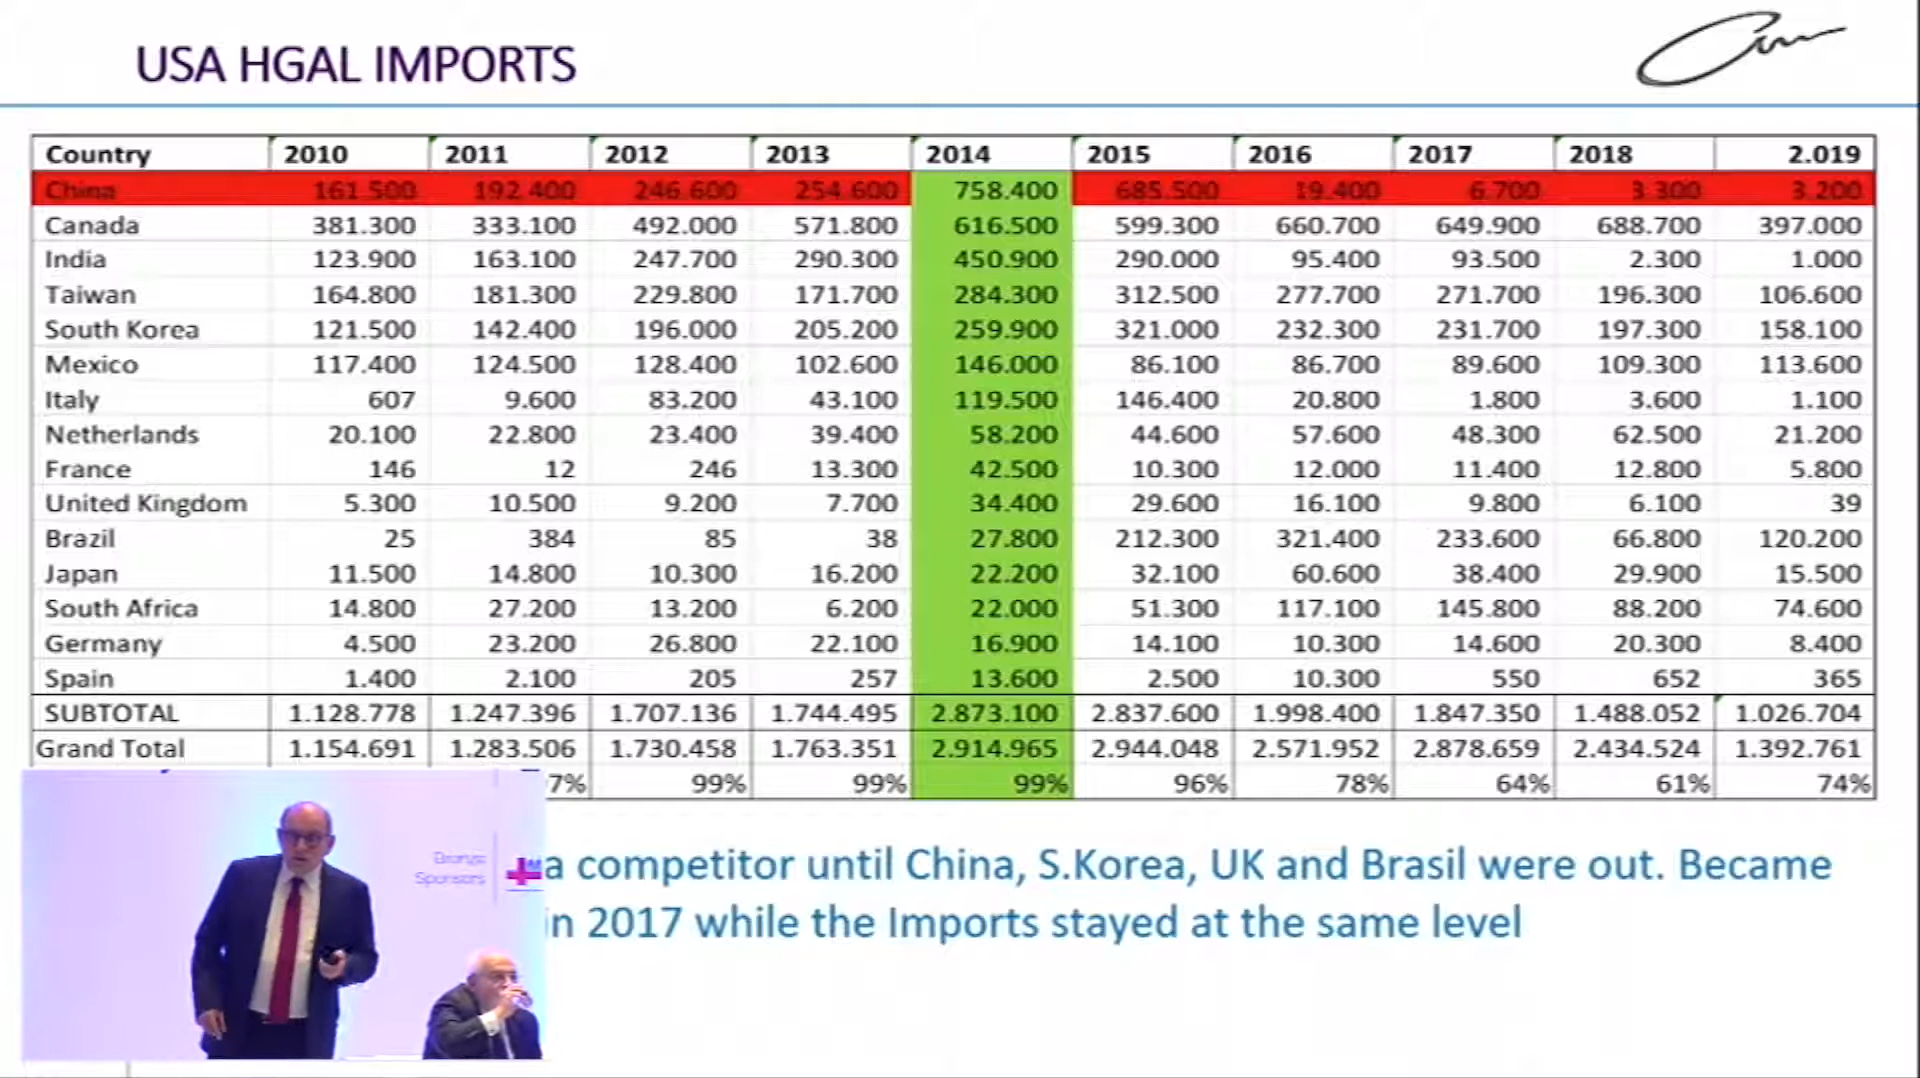 USA HGAL IMPORTS
Country 2010 2011 2012 2013 2014 2015 2016 2017 2018 2.019
China 161.500 192.400 246.600 254.600 758.400 685.500 19.400 6.700 3.300 3.200
Canada 381.300 333.100 492.000 571.800 616.500 599.300 660.700 649.900 688.700 397.000
India 123.900 163.100 247.700 290.300 450.900 290.000 95.400 93.500 2.300 1.000
Taiwan 164.800 181.300 229.800 171.700 284.300 312.500 277.700 271.700 196.300 106.600
South Korea 121.500 142.400 196.000 205.200 259.900 321.000 232.300 231.700 197.300 158.100
Mexico 117.400 124.500 128.400 102.600 146.000 86.100 86.700 89.600 109.300 113.600
Italy 607 9.600 83.200 43.100 119.500 146.400 20.800 1.800 3.600 1.100
Netherlands 20.100 22.800 23.400 39.400 58.200 44.600 57.600 48.300 62.500 21.200
France 146 12 246 13.300 42.500 10.300 12.000 11.400 12.800 5.800
United Kingdom 5.300 10.500 9.200 7.700 34.400 29.600 16.100 9.800 6.100 39
Brazil 25 384 85 38 27.800 212.300 321.400 233.600 66.800 120.200
Japan 11.500 14.800 10.300 16.200 22.200 32.100 60.600 38.400 29.900 15.500
South Africa 14.800 27.200 13.200 6.200 22.000 51.300 117.100 145.800 88.200 74.600
Germany 4.500 23.200 26.800 22.100 16.900 14.100 10.300 14.600 20.300 8.400
Spain 1.400 2.100 205 257 13.600 2.500 10.300 550 652 365
SUBTOTAL 1.128.778 1.247.396 1.707.136 1.744.495 2.873.100 2.837.600 1.998.400 1.847.350 1.488.052 1.026.704
Grand Total 1.154.691 1.283.506 1.730.458 1.763.351 2.914.965 2.944.048 2.571.952 2.878.659 2.434.524 1.392.761
7% 99% 99% 99% 96% 78% 64% 61% 74%
a competitor until China, S.Korea, UK and Brasil were out. Became
in 2017 while the Imports stayed at the same level
Bronze
Sponsors